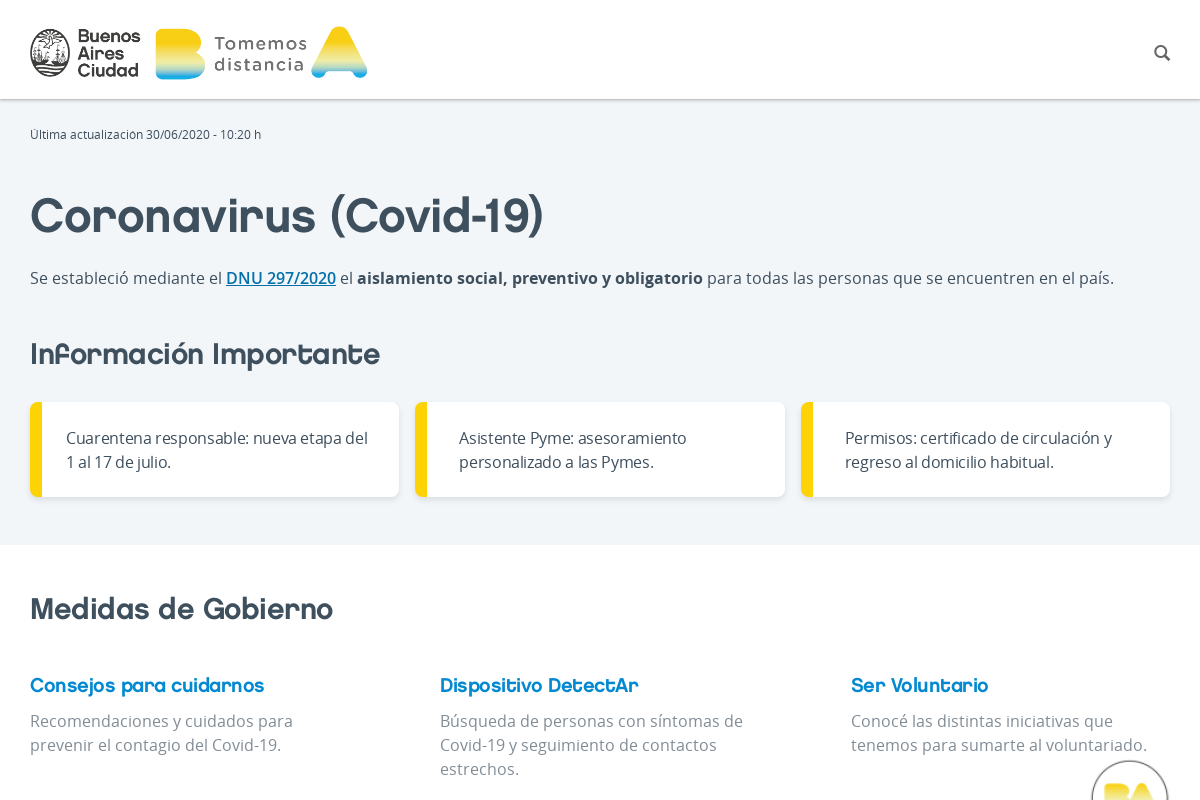 Buenos
Aires
Ciudad
B Tomemos distancia A
Última actualización 30/06/2020 - 10:20 h
Coronavirus (Covid-19)
Se estableció mediante el DNU 297/2020 el aislamiento social, preventivo y obligatorio para todas las personas que se encuentren en el país.
Información Importante
Cuarentena responsable: nueva etapa del
1 al 17 de julio.
Asistente Pyme: asesoramiento
personalizado a las Pymes.
Permisos: certificado de circulación y
regreso al domicilio habitual.
Medidas de Gobierno
Consejos para cuidarnos
Recomendaciones y cuidados para
prevenir el contagio del Covid-19.
Dispositivo DetectAr
Búsqueda de personas con síntomas de
Covid-19 y seguimiento de contactos
estrechos.
Ser Voluntario
Conocé las distintas iniciativas que
tenemos para sumarte al voluntariado.
BA